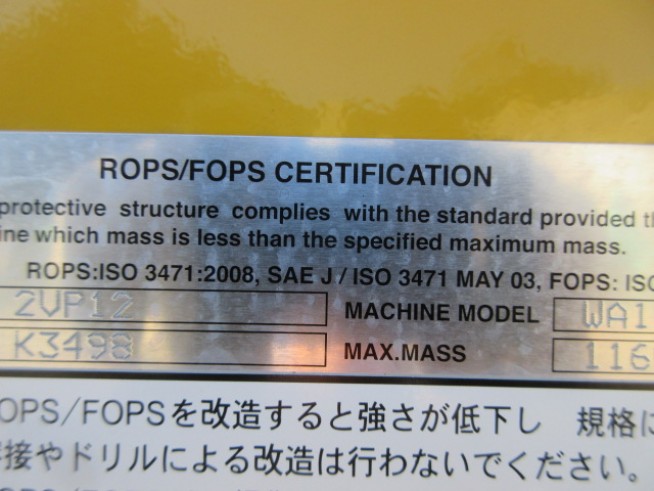 ROPS/FOPS CERTIFICATION
protective structure complies with the standard provided
ine which mass is less than the specified maximum mass.
ROPS:ISO 3471:2008, SAE J / ISO 3471 MAY 03, FOPS: ISO
2VP12 MACHINE MODEL WA1
K3498 MAX.MASS 116
OPS/FOPSを改造すると強さが低下し 規格に
接やドリルによる改造は行わないでください。